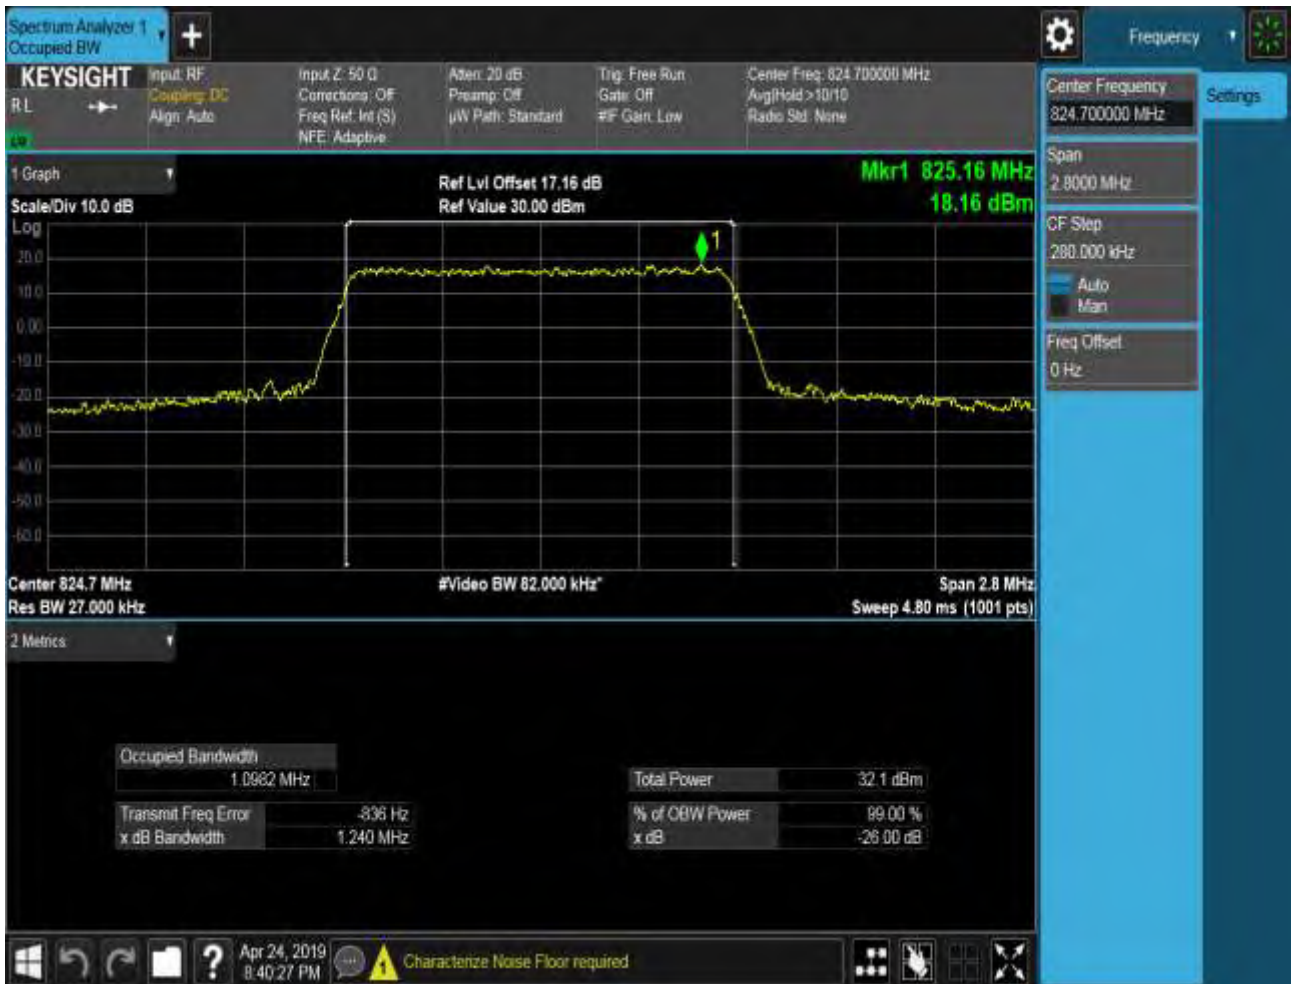 Spectrum Analyzer 1
Occupied BW
Frequency
KEYSIGHT
R L
Input: RF
Coupling: DC
Align: Auto
Input Z: 50 Ω
Corrections: Off
Freq Ref: Int (S)
NFE: Adaptive
Atten: 20 dB
Preamp: Off
µW Path: Standard
Trig: Free Run
Gate: Off
#IF Gain: Low
Center Freq: 824.700000 MHz
Avg|Hold:>10/10
Radio Std: None
Center Frequency
824.700000 MHz
Settings
Span
2.8000 MHz
CF Step
280.000 kHz
Auto
Man
Freq Offset
0 Hz
1 Graph
Scale/Div 10.0 dB
Ref Lvl Offset 17.16 dB
Ref Value 30.00 dBm
Mkr1 825.16 MHz
18.16 dBm
Log
1
20.0
10.0
0.00
-10.0
-20.0
-30.0
-40.0
-50.0
-60.0
Center 824.7 MHz
#Video BW 82.000 kHz*
Span 2.8 MHz
Res BW 27.000 kHz
Sweep 4.80 ms (1001 pts)
2 Metrics
Occupied Bandwidth
1.0982 MHz
Total Power 32.1 dBm
Transmit Freq Error -836 Hz
% of OBW Power 99.00 %
x dB Bandwidth 1.240 MHz
x dB -26.00 dB
?
Apr 24, 2019
8:40:27 PM
1
Characterize Noise Floor required